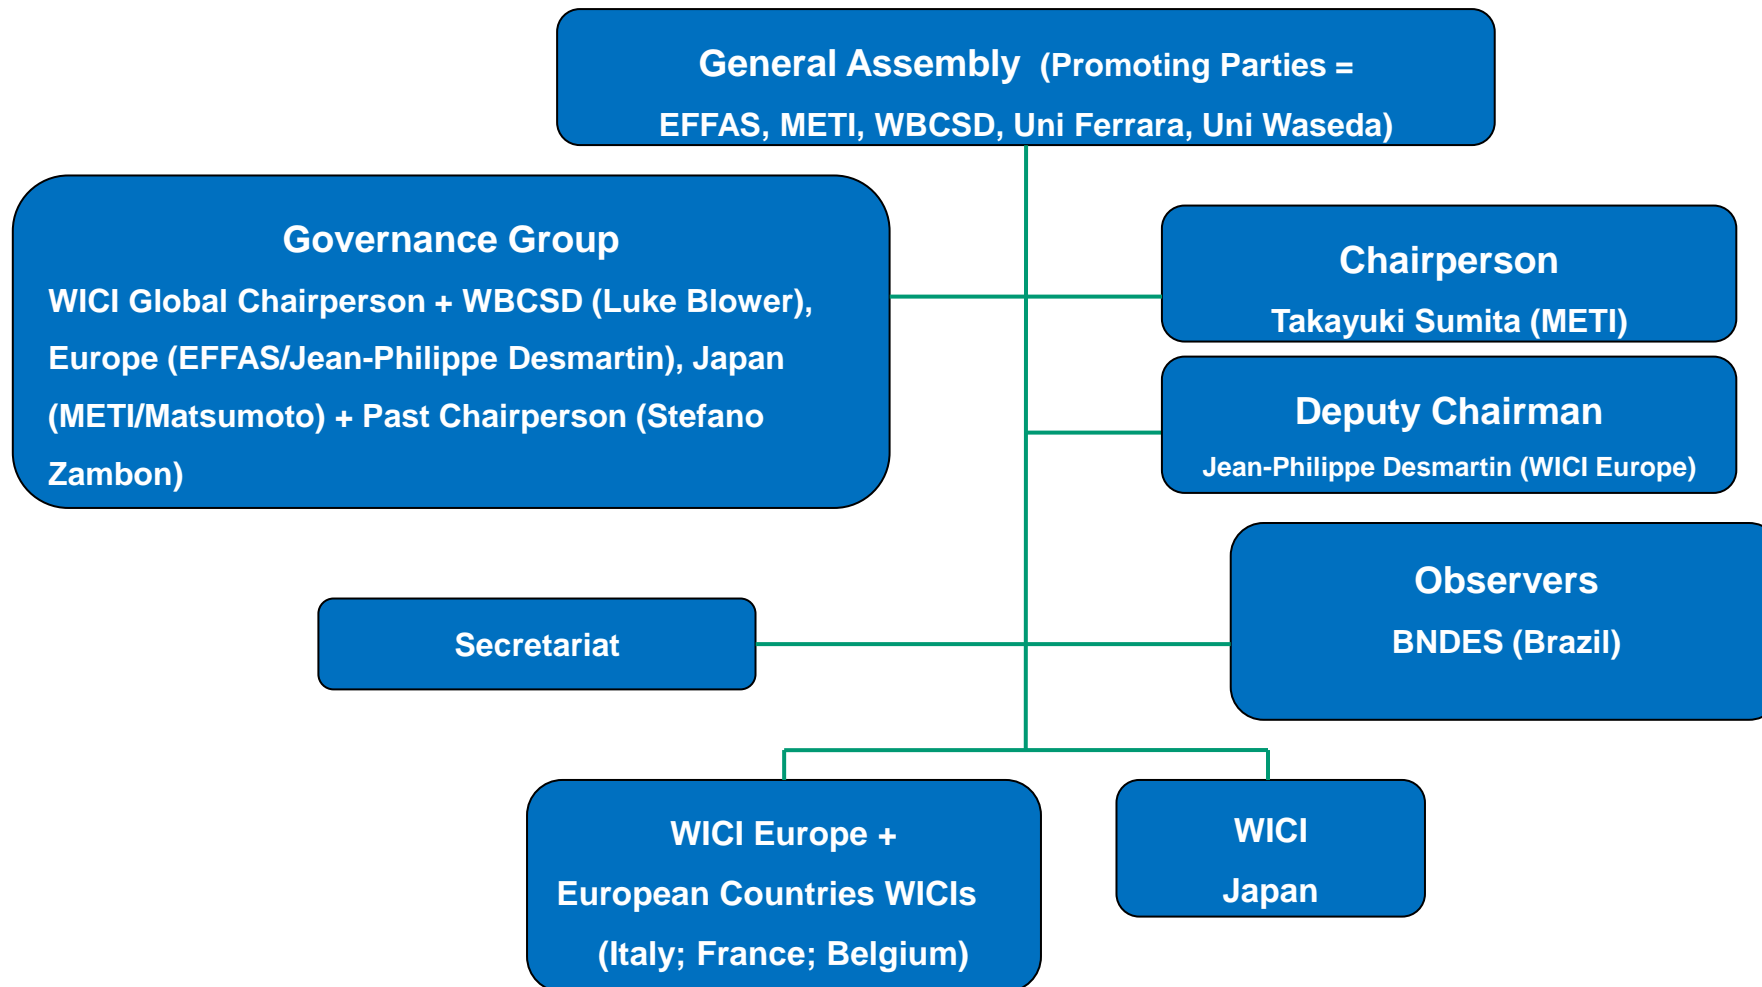 General Assembly (Promoting Parties =
EFFAS, METI, WBCSD, Uni Ferrara, Uni Waseda)
Governance Group
WICI Global Chairperson + WBCSD (Luke Blower),
Europe (EFFAS/Jean-Philippe Desmartin), Japan
(METI/Matsumoto) + Past Chairperson (Stefano
Zambon)
Chairperson
Takayuki Sumita (METI)
Deputy Chairman
Jean-Philippe Desmartin (WICI Europe)
Observers
BNDES (Brazil)
Secretariat
WICI Europe +
European Countries WICIs
(Italy; France; Belgium)
WICI
Japan